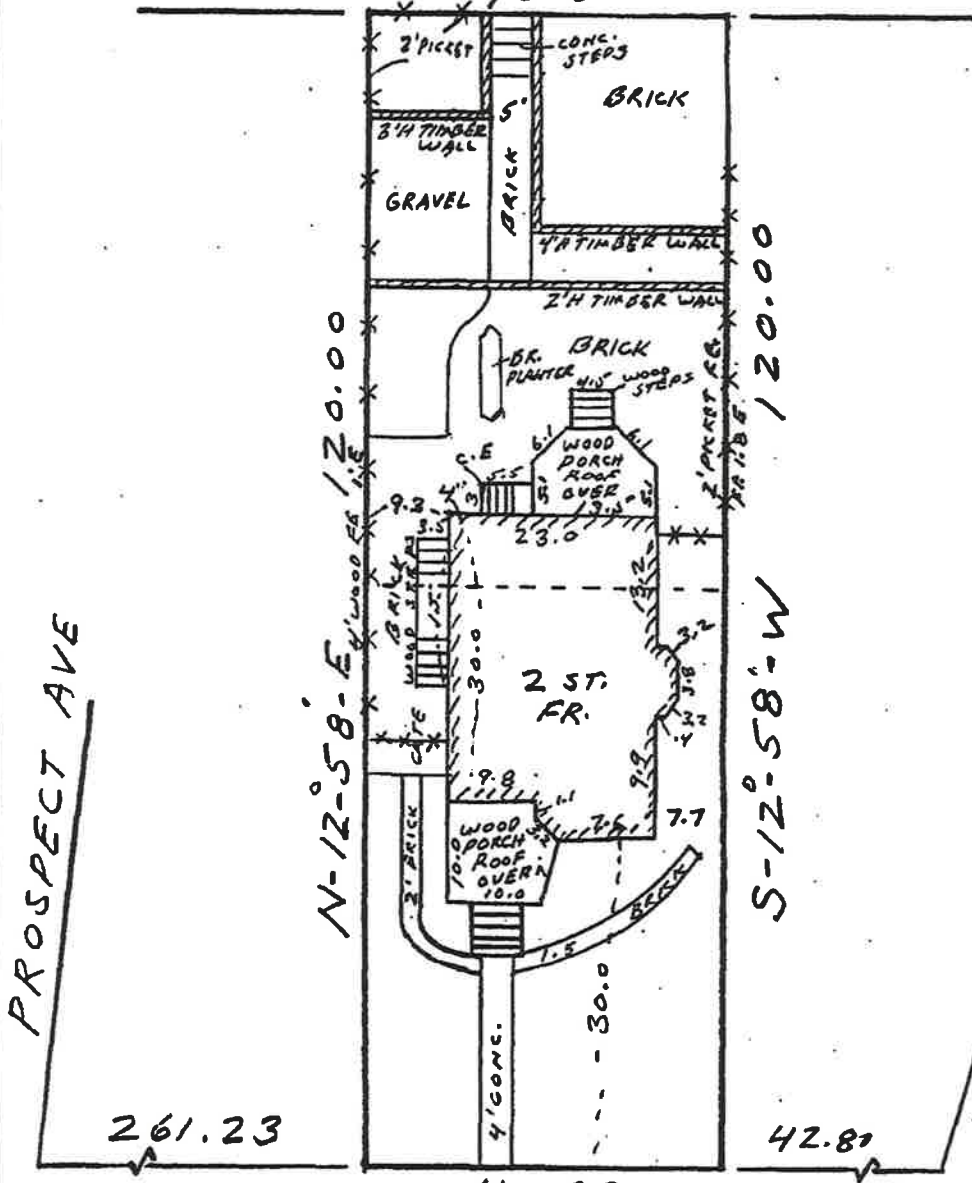 2' PICKET
CONC.
STEPS
BRICK
3'H TIMBER
WALL
5'
BRICK
GRAVEL
4'H TIMBER WALL
2'H TIMBER WALL
120.00
120.00
BR.
PLANTER
BRICK
4.5
WOOD
STEPS
2' PICKET FE.
C.E
5.5
3
4"
6.1
6.1
WOOD
PORCH
ROOF
OVER
5'
5.1
9.5
9.3
3.5
23.0
4' WOOD FE
1'E
BRICK
WOOD STEPS
15'
30.0
13.2
3.2
3.8
3.2
.4
2 ST.
FR.
9.9
GATE
9.8
1.1
7.6
7.7
WOOD
PORCH
ROOF
OVER
10.0
10.0
2' BRICK
BRICK
1.5
30.0
4' CONC.
N-12°-58'-E
S-12°-58'-W
PROSPECT AVE
261.23
42.80